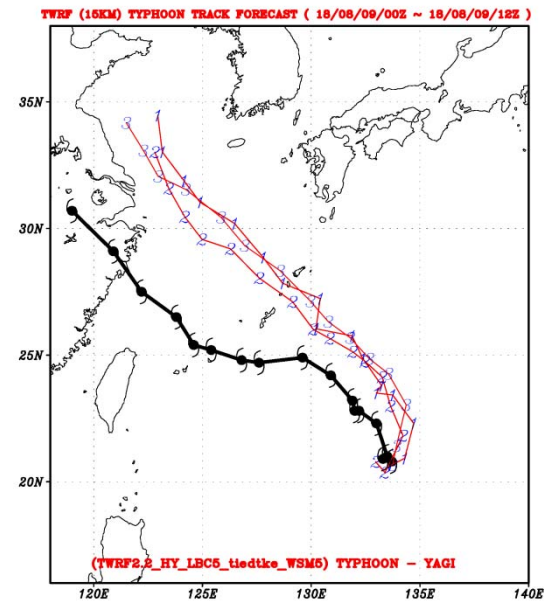 TWRF (15KM) TYPHOON TRACK FORECAST ( 18/08/09/00Z ~ 18/08/09/12Z )
35N
30N
25N
20N
(TWRF2.2_HY_LBC5_tiedtke_WSM5) TYPHOON - YAGI
120E 125E 130E 135E 140E